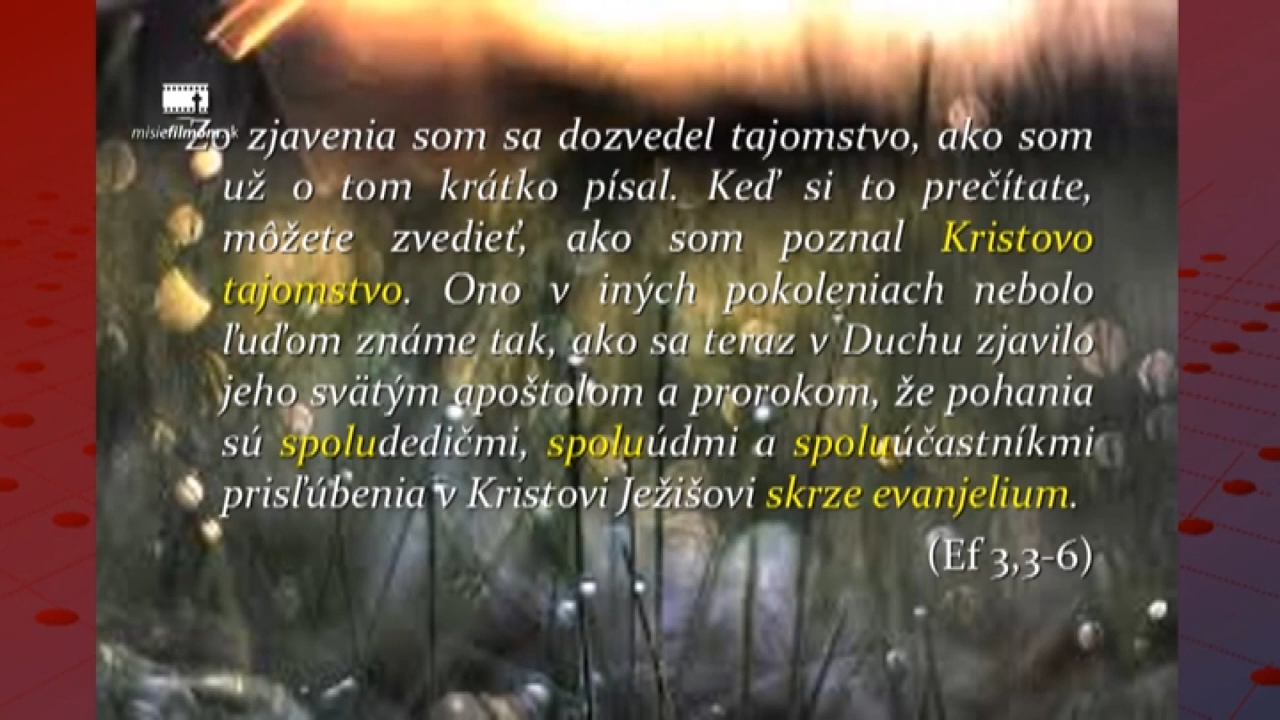 misiefilmom.sk
Zo zjavenia som sa dozvedel tajomstvo, ako som
už o tom krátko písal. Keď si to prečítate,
môžete zvedieť, ako som poznal Kristovo
tajomstvo. Ono v iných pokoleniach nebolo
ľuďom známe tak, ako sa teraz v Duchu zjavilo
jeho svätým apoštolom a prorokom, že pohania
sú spoludedičmi, spoluúdmi a spoluúčastníkmi
prisľúbenia v Kristovi Ježišovi skrze evanjelium.
(Ef 3,3-6)